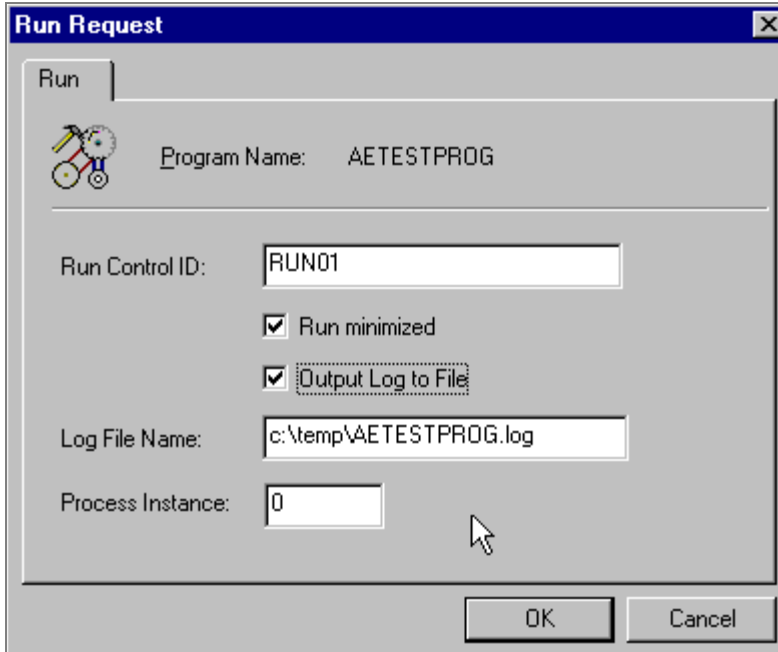 Run Request
Run
Program Name: AETESTPROG
Run Control ID: RUN01
Run minimized
Output Log to File
Log File Name: c:\temp\AETESTPROG.log
Process Instance: 0
OK Cancel